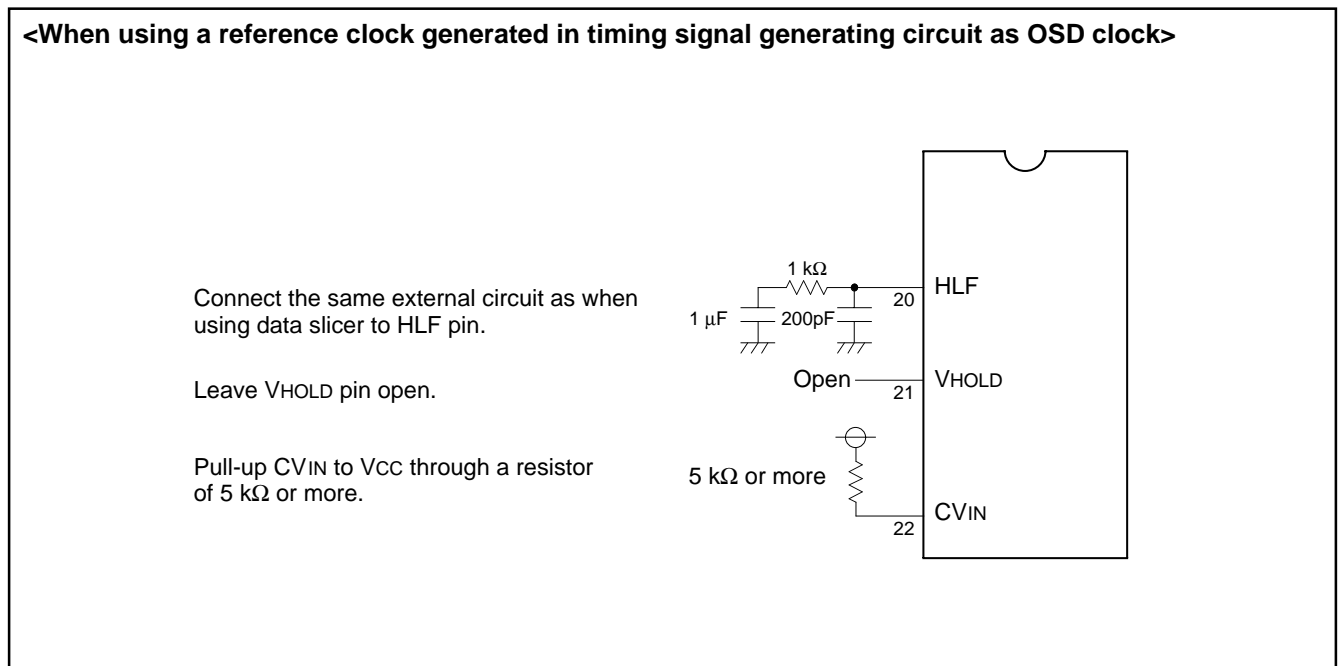 <When using a reference clock generated in timing signal generating circuit as OSD clock>
Connect the same external circuit as when
using data slicer to HLF pin.
Leave VHOLD pin open.
Pull-up CVIN to VCC through a resistor
of 5 kΩ or more.
1 kΩ
1 μF
200pF
20
HLF
Open
21
VHOLD
5 kΩ or more
22
CVIN